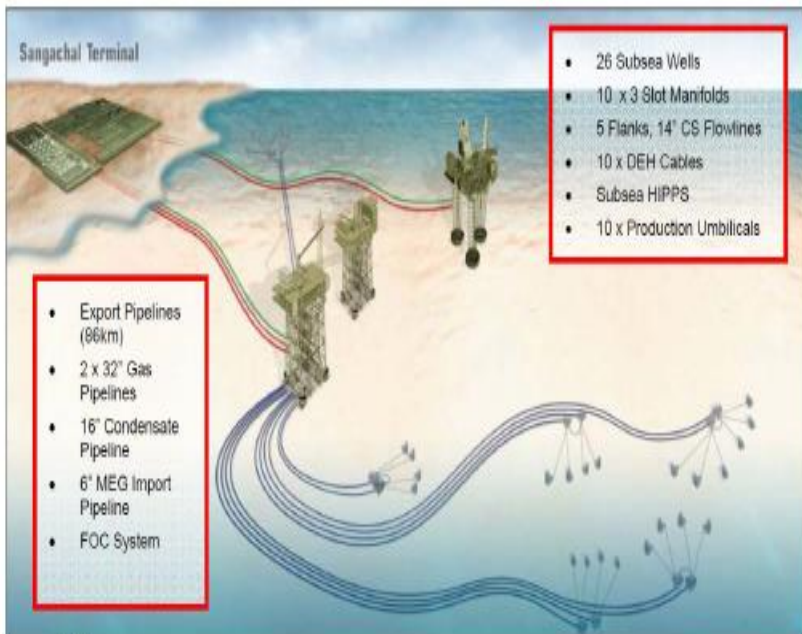 Sangachal Terminal
• 26 Subsea Wells
• 10 x 3 Slot Manifolds
• 5 Flanks, 14" CS Flowlines
• 10 x DEH Cables
• Subsea HIPPS
• 10 x Production Umbilicals
• Export Pipelines
(86km)
• 2 x 32" Gas
Pipelines
• 16" Condensate
Pipeline
• 6" MEG Import
Pipeline
• FOC System